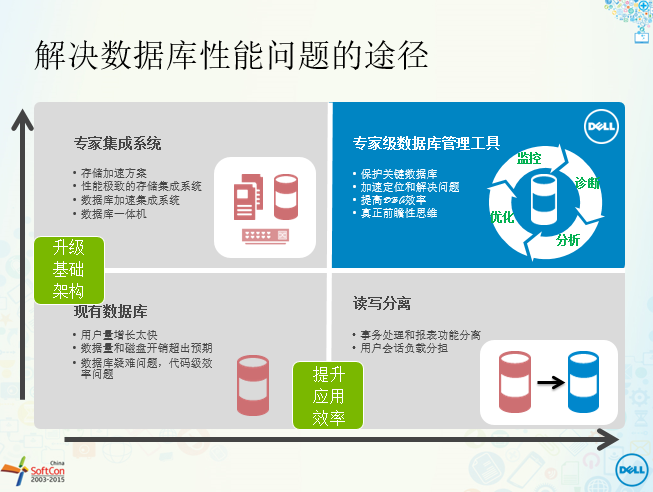 解决数据库性能问题的途径
专家集成系统
• 存储加速方案
• 性能极致的存储集成系统
• 数据库加速集成系统
• 数据库一体机
专家级数据库管理工具
• 保护关键数据库
• 加速定位和解决问题
• 提高DBA效率
• 真正前瞻性思维
DELL
监控
诊断
分析
优化
升级
基础
架构
现有数据库
• 用户量增长太快
• 数据量和磁盘开销超出预期
• 数据库疑难问题，代码级效
率问题
读写分离
• 事务处理和报表功能分离
• 用户会话负载分担
提升
应用
效率
China
SoftCon
2003-2015
DELL